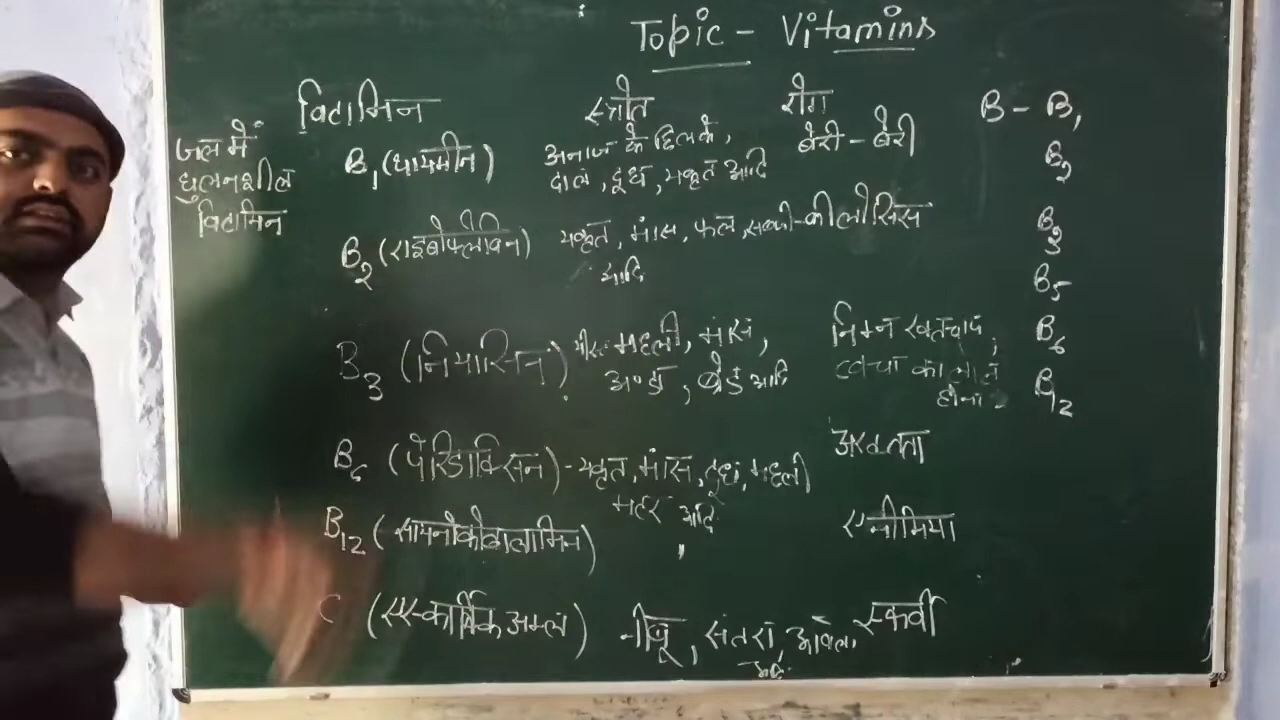 Topic - Vitamins
विटामिन स्त्रोत रोग
जल में
घुलनशील
विटामिन
B1 (थायमीन) अनाज के छिलके, बेरी - बेरी
दाल, दूध, यकृत आदि
B2 (राइबोफ्लेविन) यकृत, मांस, फल, सब्जी - कीलोसिस
आदि
B3 (नियासिन) मछली, मांस, निम्न रक्तचाप,
अण्डा, ब्रेड आदि त्वचा का लाल
होना
B6 (पेरिडाक्सिन) - यकृत, मांस, दूध, मछली अरक्तता
मटर आदि
B12 (सायनोकोबालामिन) एनीमिया
C (एस्कार्बिक अम्ल) नीबू, संतरा, आंवला, स्कर्वी
B - B1
B2
B3
B5
B6
B12